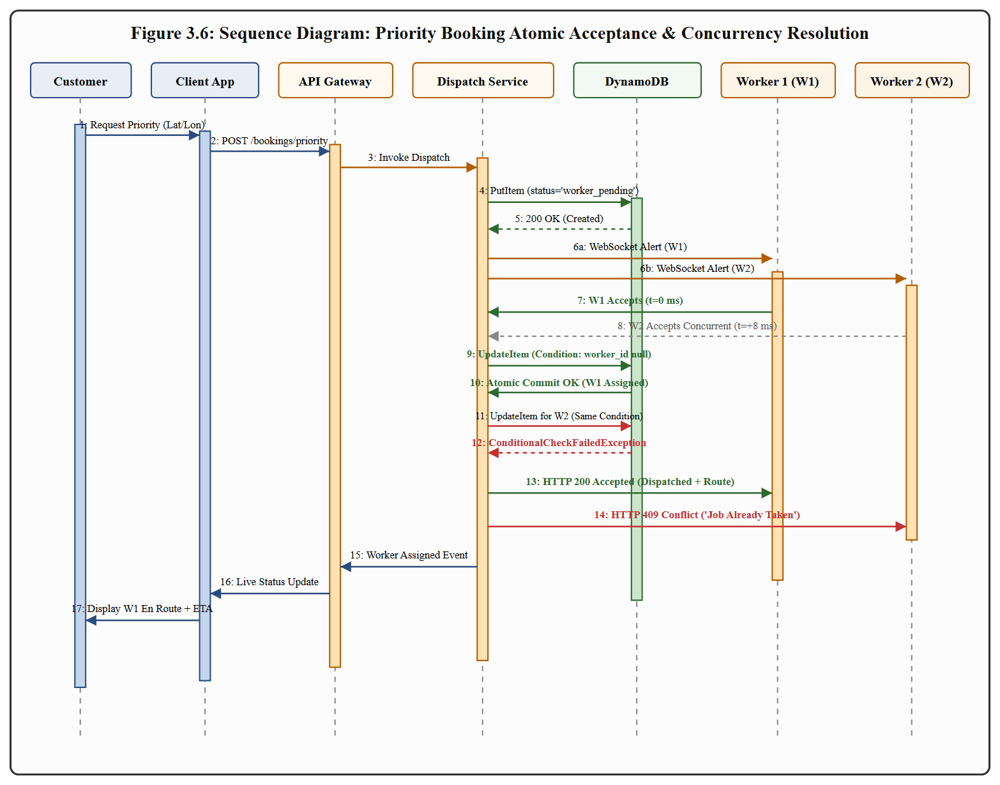 Figure 3.6: Sequence Diagram: Priority Booking Atomic Acceptance & Concurrency Resolution
Customer
Client App
API Gateway
Dispatch Service
DynamoDB
Worker 1 (W1)
Worker 2 (W2)
1: Request Priority (Lat/Lon)
2: POST /bookings/priority
3: Invoke Dispatch
4: PutItem (status='worker_pending')
5: 200 OK (Created)
6a: WebSocket Alert (W1)
6b: WebSocket Alert (W2)
7: W1 Accepts (t=0 ms)
8: W2 Accepts Concurrent (t=+8 ms)
9: UpdateItem (Condition: worker_id null)
10: Atomic Commit OK (W1 Assigned)
11: UpdateItem for W2 (Same Condition)
12: ConditionalCheckFailedException
13: HTTP 200 Accepted (Dispatched + Route)
14: HTTP 409 Conflict ('Job Already Taken')
15: Worker Assigned Event
16: Live Status Update
17: Display W1 En Route + ETA